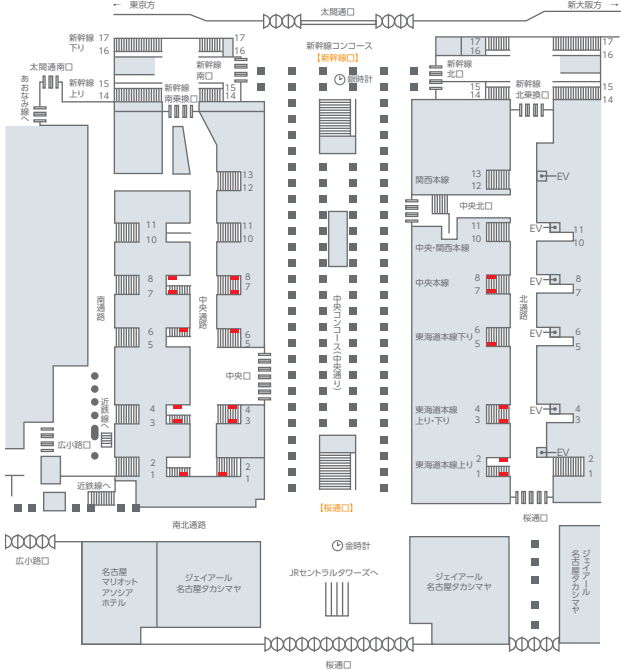 ← 東京方
太閤通口
新大阪方 →
新幹線 17
下り 16
17
16
新幹線コンコース
【新幹線口】
17
16
17
16
太閤通南口
あおなみ線へ
新幹線 15
上り 14
新幹線
南口
15
14
新幹線
南乗換口
銀時計
新幹線
北口
15
14
新幹線
北乗換口
15
14
13
12
関西本線 13
12
EV
中央北口
11
10
11
10
中央・関西本線
11
10
EV
11
10
8
7
8
7
中央本線 8
7
EV
8
7
南通路
中央通路
中央コンコース(中央通り)
北通路
6
5
6
5
東海道本線下り 6
5
EV
6
5
中央口
近鉄線へ
4
3
4
3
東海道本線 4
上り・下り 3
EV
4
3
広小路口
2
1
2
1
東海道本線上り 2
1
EV
2
1
近鉄線へ
【桜通口】
桜通口
南北通路
広小路口
金時計
名古屋
マリオット
アソシア
ホテル
ジェイアール
名古屋タカシマヤ
JRセントラルタワーズへ
ジェイアール
名古屋タカシマヤ
ジェイアール
名古屋タカシマヤ
桜通口